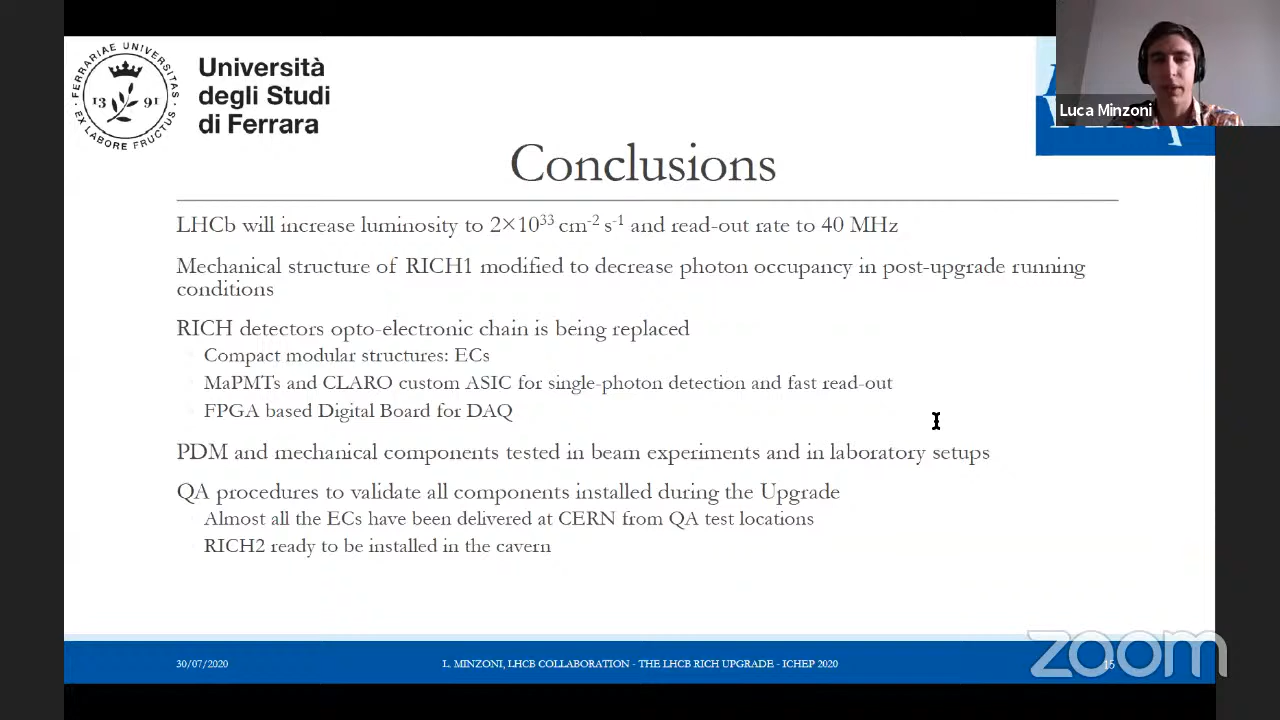 FERRARIAE UNIVERSITAS
13 91
EX LABORE FRUCTUS
Università
degli Studi
di Ferrara
Luca Minzoni
Conclusions
LHCb will increase luminosity to 2×10³³ cm⁻² s⁻¹ and read-out rate to 40 MHz
Mechanical structure of RICH1 modified to decrease photon occupancy in post-upgrade running
conditions
RICH detectors opto-electronic chain is being replaced
Compact modular structures: ECs
MaPMTs and CLARO custom ASIC for single-photon detection and fast read-out
FPGA based Digital Board for DAQ
PDM and mechanical components tested in beam experiments and in laboratory setups
QA procedures to validate all components installed during the Upgrade
Almost all the ECs have been delivered at CERN from QA test locations
RICH2 ready to be installed in the cavern
30/07/2020
L. MINZONI, LHCB COLLABORATION - THE LHCB RICH UPGRADE - ICHEP 2020
15
zoom